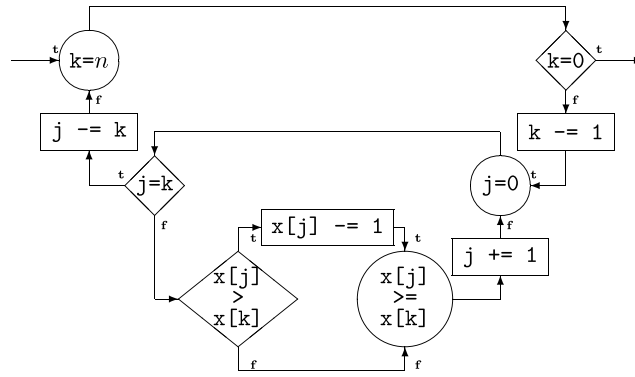 t
k=n
k=0
t
f
f
j -= k
k -= 1
t
j=k
j=0
t
f
f
x[j] -= 1
t
t
j += 1
x[j]
>
x[k]
x[j]
>=
x[k]
f
f